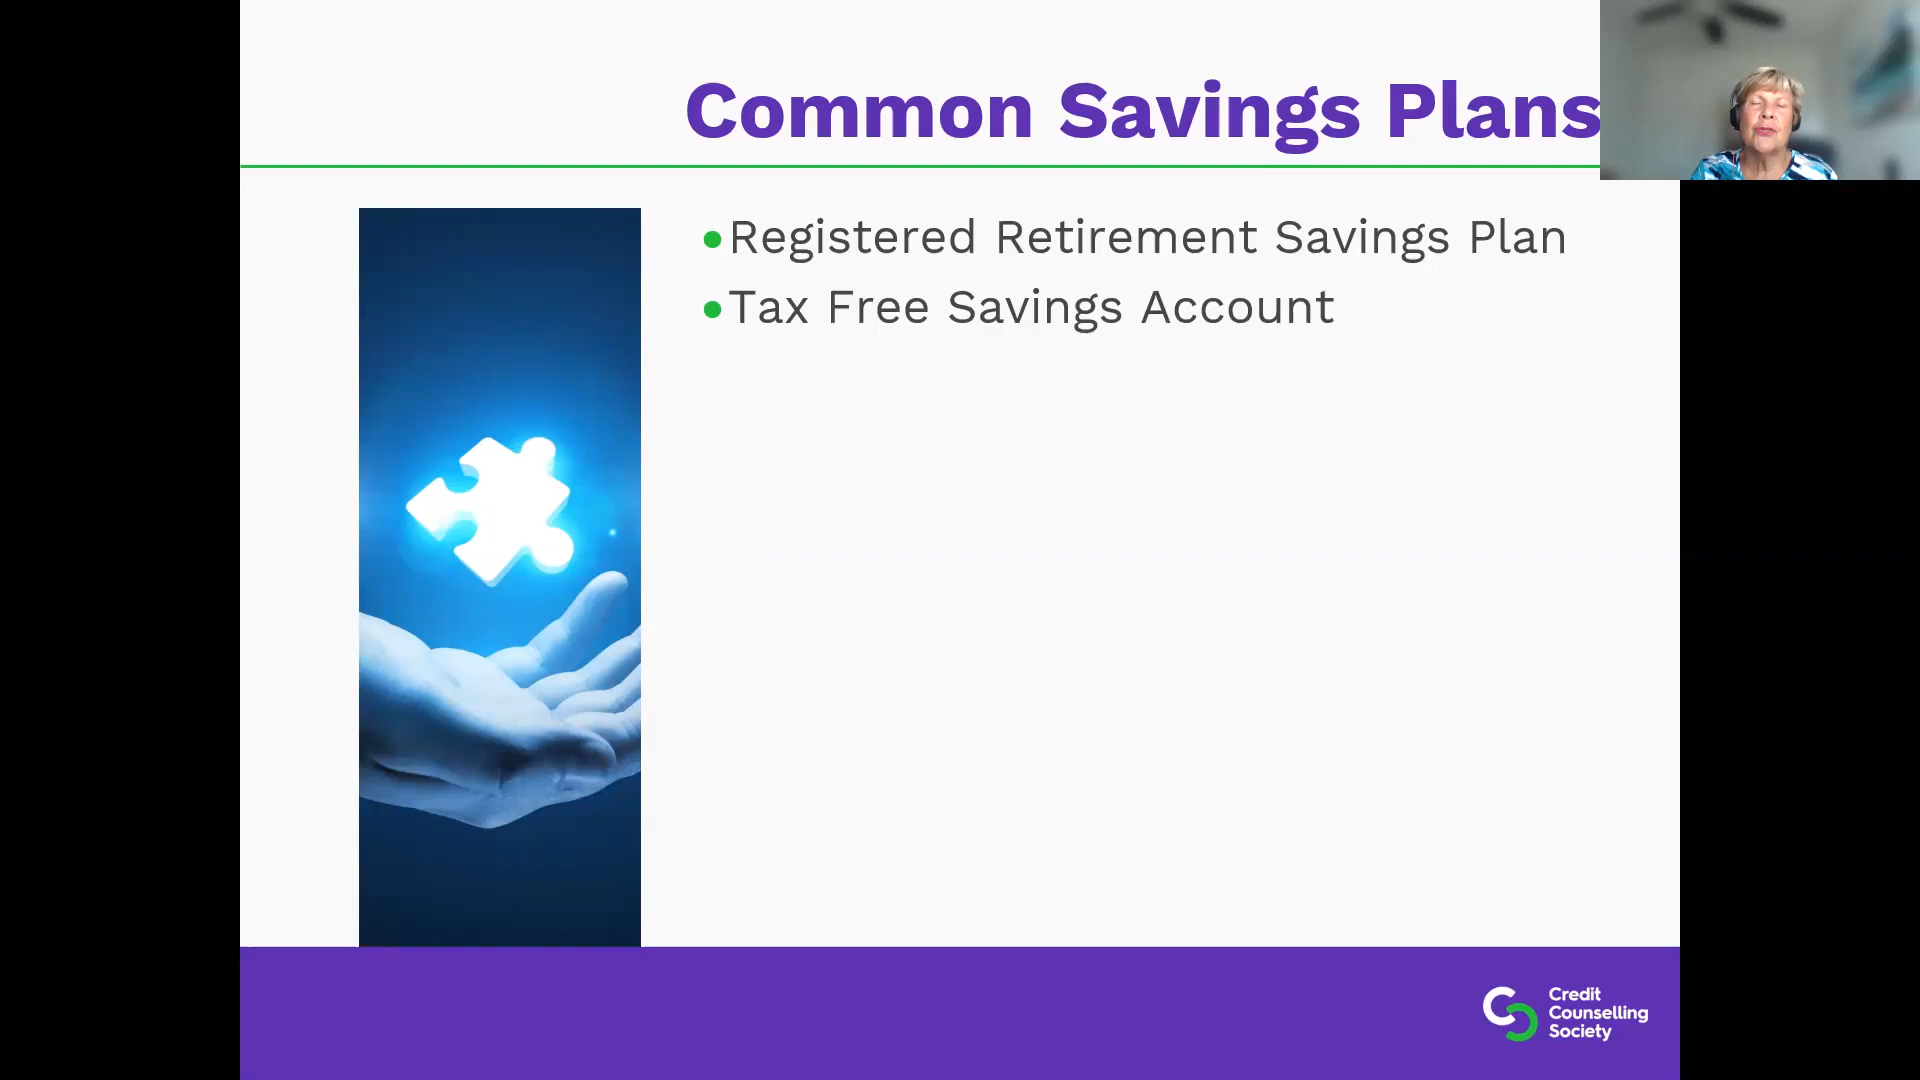 Common Savings Plans
•Registered Retirement Savings Plan
•Tax Free Savings Account
Credit
Counselling
Society